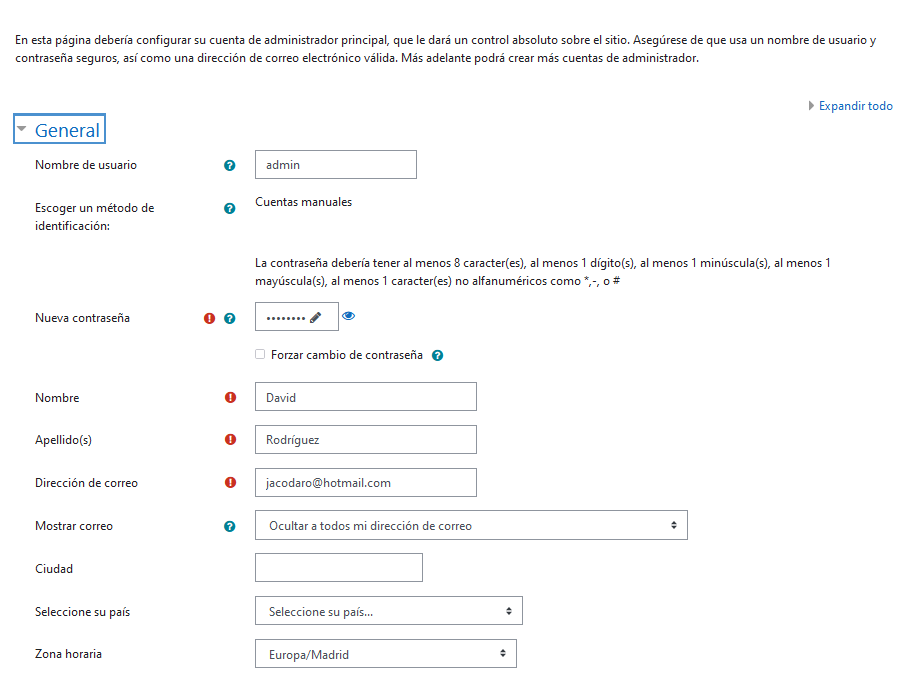 En esta página debería configurar su cuenta de administrador principal, que le dará un control absoluto sobre el sitio. Asegúrese de que usa un nombre de usuario y
contraseña seguros, así como una dirección de correo electrónico válida. Más adelante podrá crear más cuentas de administrador.
Expandir todo
General
Nombre de usuario
admin
Escoger un método de
identificación:
Cuentas manuales
La contraseña debería tener al menos 8 caracter(es), al menos 1 dígito(s), al menos 1 minúscula(s), al menos 1
mayúscula(s), al menos 1 caracter(es) no alfanuméricos como *,-, o #
Nueva contraseña
••••••••
Forzar cambio de contraseña
Nombre
David
Apellido(s)
Rodríguez
Dirección de correo
jacodaro@hotmail.com
Mostrar correo
Ocultar a todos mi dirección de correo
Ciudad
Seleccione su país
Seleccione su país...
Zona horaria
Europa/Madrid